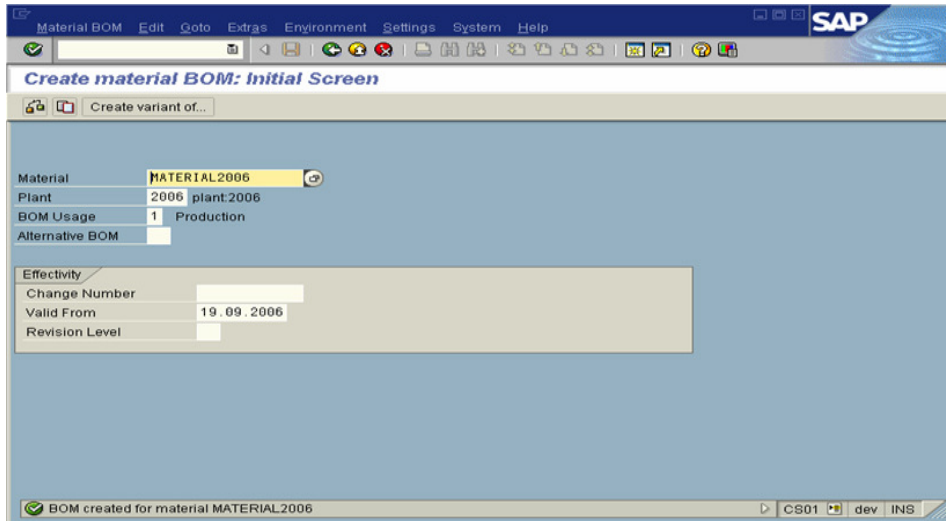 Material BOM Edit Goto Extras Environment Settings System Help
SAP
Create material BOM: Initial Screen
Create variant of...
Material MATERIAL2006
Plant 2006 plant:2006
BOM Usage 1 Production
Alternative BOM
Effectivity
Change Number
Valid From 19.09.2006
Revision Level
BOM created for material MATERIAL2006 CS01 dev INS